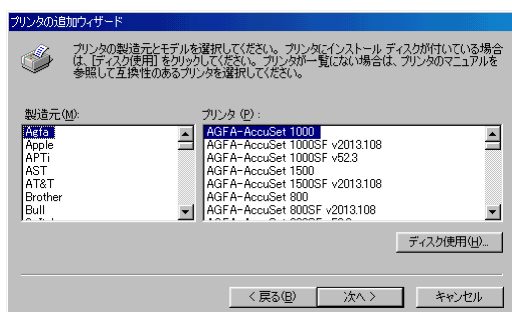 プリンタの追加ウィザード
プリンタの製造元とモデルを選択してください。プリンタにインストール ディスクが付いている場合
は、[ディスク使用] をクリックしてください。プリンタが一覧にない場合は、プリンタのマニュアルを
参照して互換性のあるプリンタを選択してください。
製造元(M):
Agfa
Apple
APTi
AST
AT&T
Brother
Bull
プリンタ (P) :
AGFA-AccuSet 1000
AGFA-AccuSet 1000SF v2013.108
AGFA-AccuSet 1000SF v52.3
AGFA-AccuSet 1500
AGFA-AccuSet 1500SF v2013.108
AGFA-AccuSet 800
AGFA-AccuSet 800SF v2013.108
ディスク使用(H)...
< 戻る(B)
次へ >
キャンセル